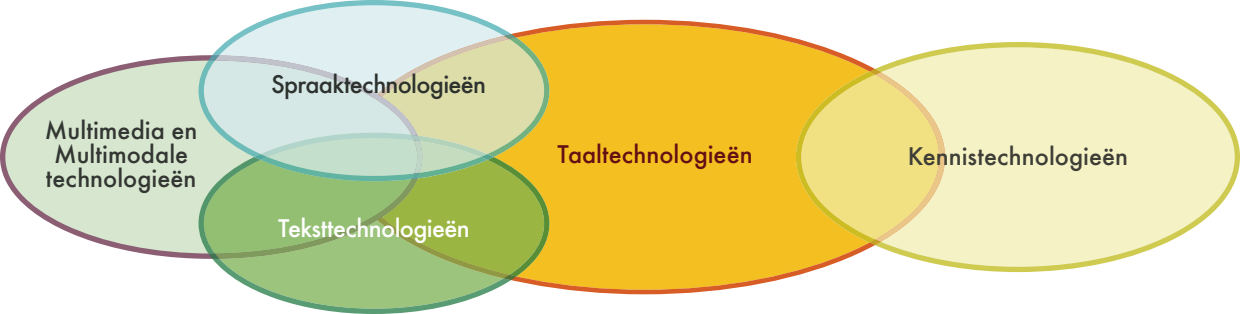 Spraaktechnologieën
Multimedia en
Multimodale
technologieën
Taaltechnologieën
Kennistechnologieën
Teksttechnologieën